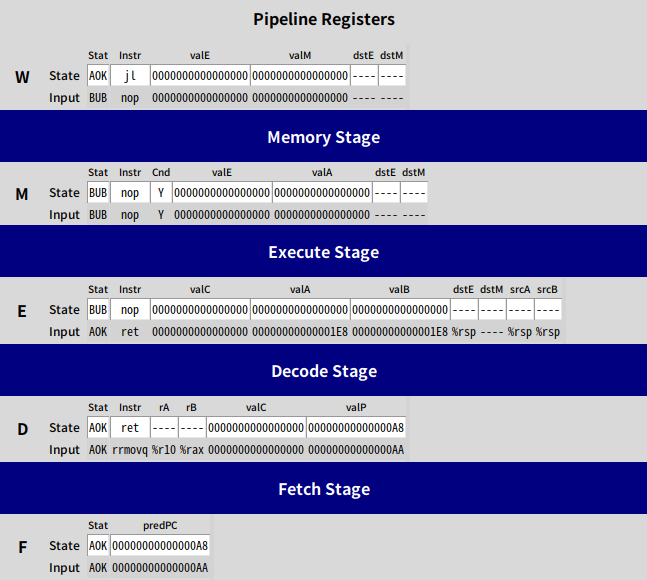 Pipeline Registers
Stat Instr valE valM dstE dstM
W State AOK jl 0000000000000000 0000000000000000 ---- ----
Input BUB nop 0000000000000000 0000000000000000 ---- ----
Memory Stage
Stat Instr Cnd valE valA dstE dstM
M State BUB nop Y 0000000000000000 0000000000000000 ---- ----
Input BUB nop Y 0000000000000000 0000000000000000 ---- ----
Execute Stage
Stat Instr valC valA valB dstE dstM srcA srcB
E State BUB nop 0000000000000000 0000000000000000 0000000000000000 ---- ---- ---- ----
Input AOK ret 0000000000000000 00000000000001E8 00000000000001E8 %rsp ---- %rsp %rsp
Decode Stage
Stat Instr rA rB valC valP
D State AOK ret ---- ---- 0000000000000000 00000000000000A8
Input AOK rrmovq %r10 %rax 0000000000000000 00000000000000AA
Fetch Stage
Stat predPC
F State AOK 00000000000000A8
Input AOK 00000000000000AA